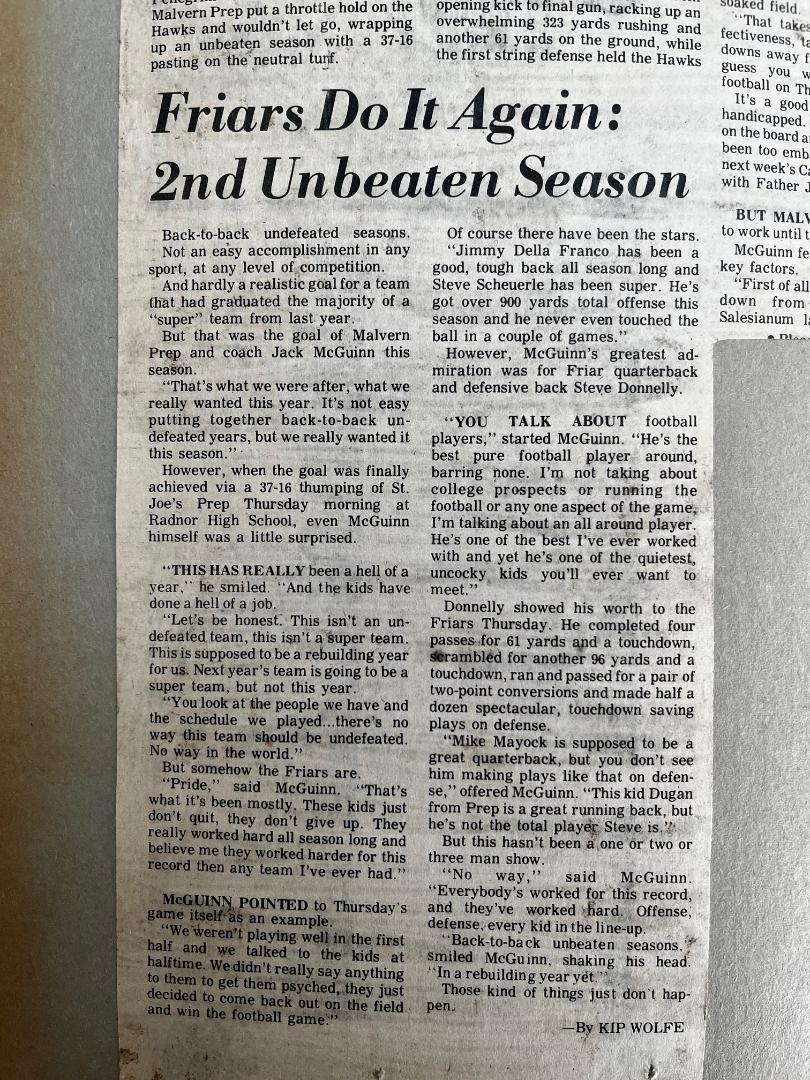 Malvern Prep put a throttle hold on the
Hawks and wouldn't let go, wrapping
up an unbeaten season with a 37-16
pasting on the neutral turf.
opening kick to final gun, racking up an
overwhelming 323 yards rushing and
another 61 yards on the ground, while
the first string defense held the Hawks
soaked field.
"That takes
fectiveness, ta
downs away f
guess you w
football on Th
It's a good
handicapped.
on the board a
been too emb
next week's Ca
with Father J
BUT MALV
to work until t
McGuinn fe
key factors.
"First of all
down from
Salesianum la
Friars Do It Again:
2nd Unbeaten Season
Back-to-back undefeated seasons.
Not an easy accomplishment in any
sport, at any level of competition.
And hardly a realistic goal for a team
that had graduated the majority of a
"super" team from last year.
But that was the goal of Malvern
Prep and coach Jack McGuinn this
season.
"That's what we were after, what we
really wanted this year. It's not easy
putting together back-to-back un-
defeated years, but we really wanted it
this season."
However, when the goal was finally
achieved via a 37-16 thumping of St.
Joe's Prep Thursday morning at
Radnor High School, even McGuinn
himself was a little surprised.
"THIS HAS REALLY been a hell of a
year," he smiled. "And the kids have
done a hell of a job.
"Let's be honest. This isn't an un-
defeated team, this isn't a super team.
This is supposed to be a rebuilding year
for us. Next year's team is going to be a
super team, but not this year.
"You look at the people we have and
the schedule we played...there's no
way this team should be undefeated.
No way in the world."
But somehow the Friars are.
"Pride," said McGuinn. "That's
what it's been mostly. These kids just
don't quit, they don't give up. They
really worked hard all season long and
believe me they worked harder for this
record then any team I've ever had."
McGUINN POINTED to Thursday's
game itself as an example.
"We weren't playing well in the first
half and we talked to the kids at
halftime. We didn't really say anything
to them to get them psyched, they just
decided to come back out on the field
and win the football game."
Of course there have been the stars.
"Jimmy Della Franco has been a
good, tough back all season long and
Steve Scheuerle has been super. He's
got over 900 yards total offense this
season and he never even touched the
ball in a couple of games."
However, McGuinn's greatest ad-
miration was for Friar quarterback
and defensive back Steve Donnelly.
"YOU TALK ABOUT football
players," started McGuinn. "He's the
best pure football player around,
barring none. I'm not taking about
college prospects or running the
football or any one aspect of the game,
I'm talking about an all around player.
He's one of the best I've ever worked
with and yet he's one of the quietest,
uncocky kids you'll ever want to
meet."
Donnelly showed his worth to the
Friars Thursday. He completed four
passes for 61 yards and a touchdown,
scrambled for another 96 yards and a
touchdown, ran and passed for a pair of
two-point conversions and made half a
dozen spectacular, touchdown saving
plays on defense.
"Mike Mayock is supposed to be a
great quarterback, but you don't see
him making plays like that on defen-
se," offered McGuinn. "This kid Dugan
from Prep is a great running back, but
he's not the total player Steve is."
But this hasn't been a one or two or
three man show.
"No way," said McGuinn.
"Everybody's worked for this record,
and they've worked hard. Offense,
defense, every kid in the line-up.
"Back-to-back unbeaten seasons,"
smiled McGuinn, shaking his head.
"In a rebuilding year yet."
Those kind of things just don't hap-
pen.
—By KIP WOLFE